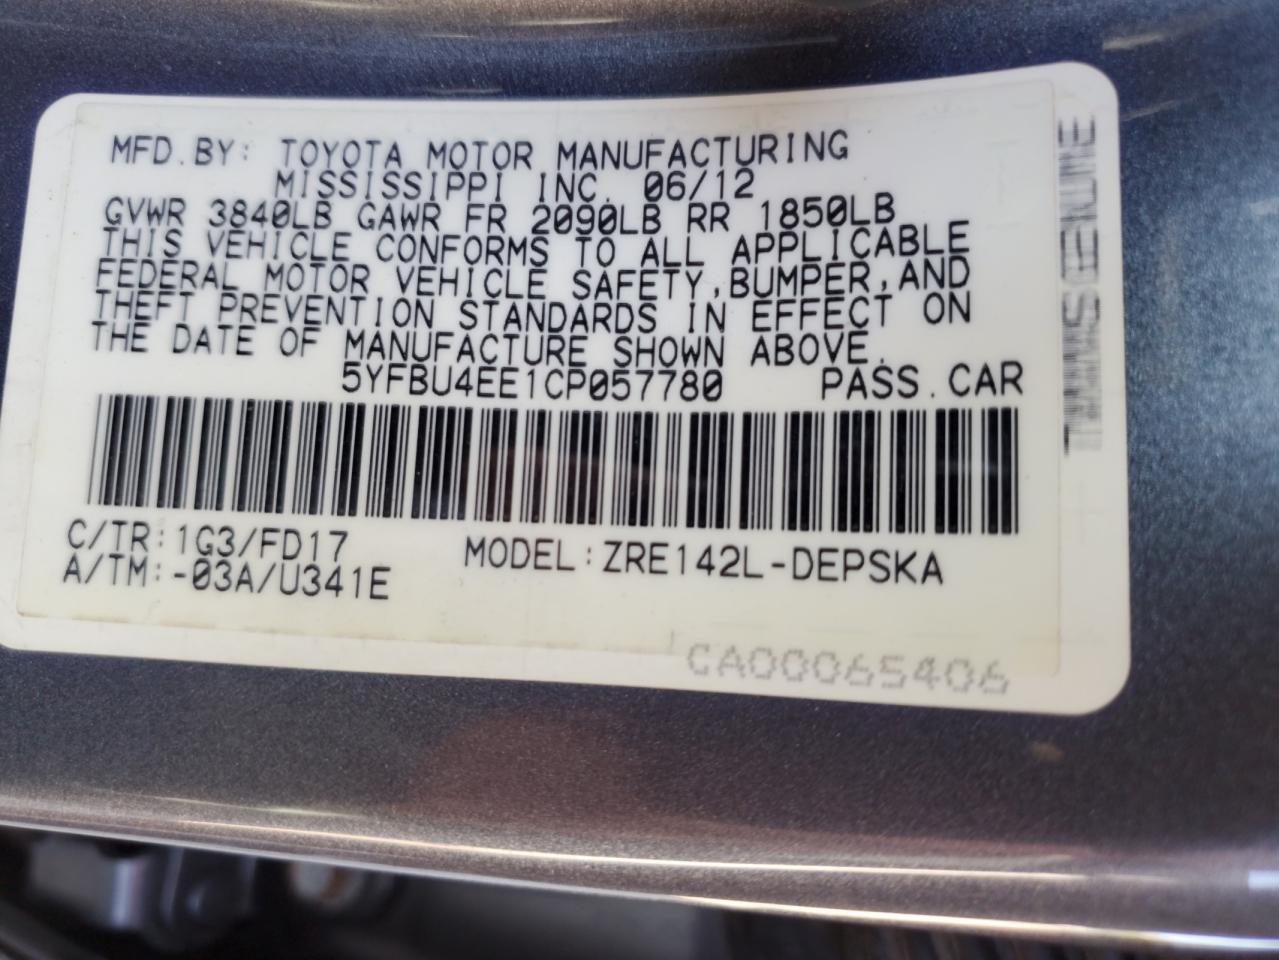 MFD.BY: TOYOTA MOTOR MANUFACTURING
MISSISSIPPI INC. 06/12
GVWR 3840LB GAWR FR 2090LB RR 1850LB
THIS VEHICLE CONFORMS TO ALL APPLICABLE
FEDERAL MOTOR VEHICLE SAFETY,BUMPER,AND
THEFT PREVENTION STANDARDS IN EFFECT ON
THE DATE OF MANUFACTURE SHOWN ABOVE.
5YFBU4EE1CP057780 PASS.CAR
C/TR:1G3/FD17 MODEL:ZRE142L-DEPSKA
A/TM:-03A/U341E
CA00065406